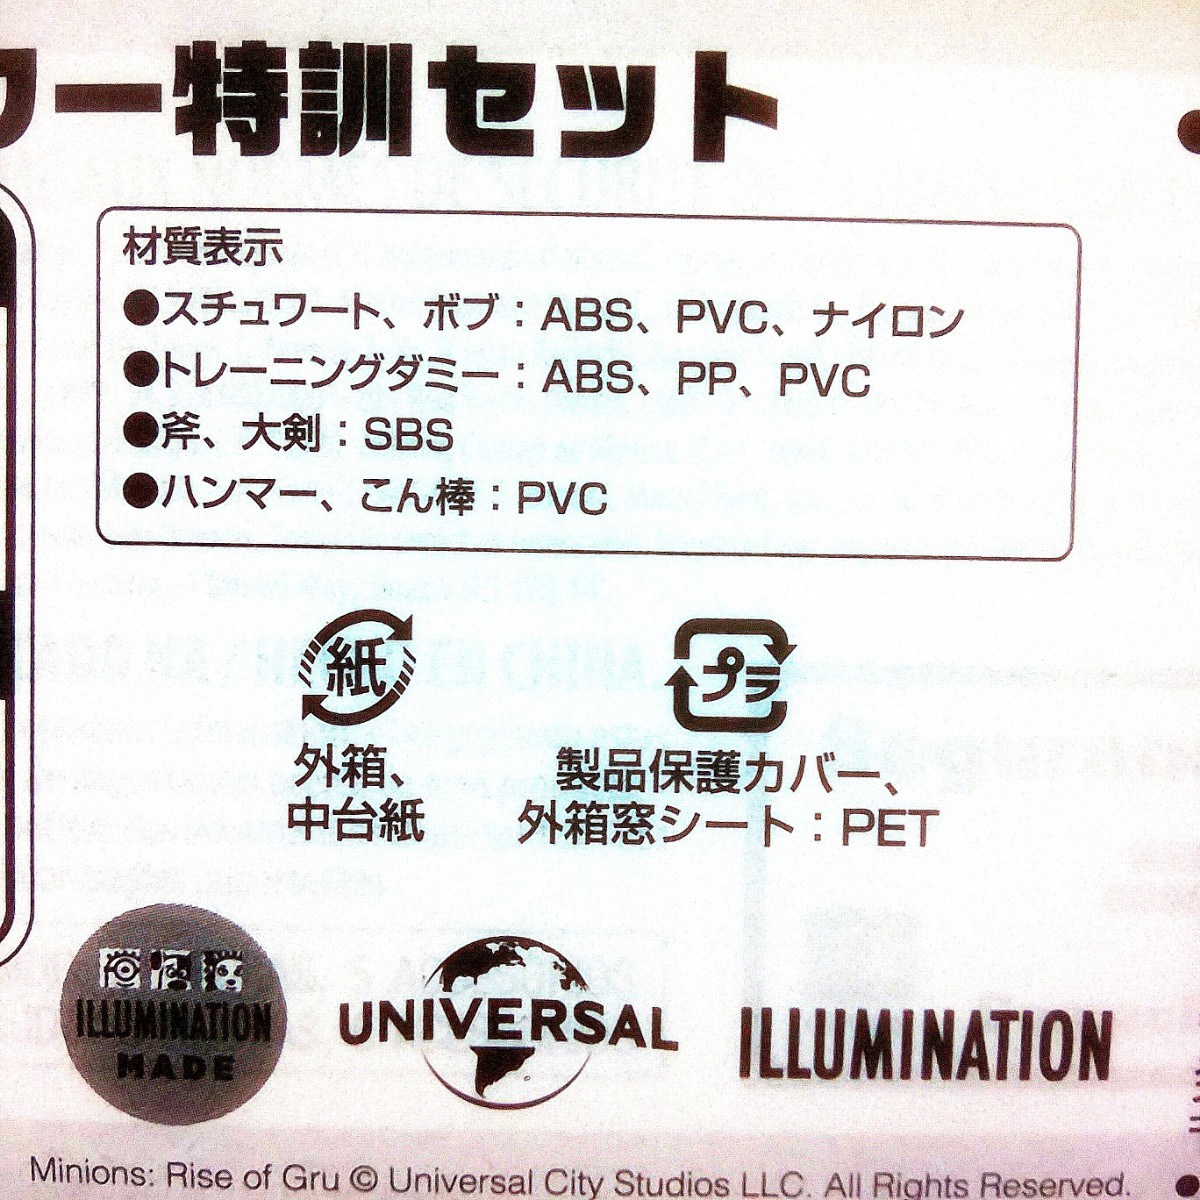 ー特訓セット
材質表示
●スチュワート、ボブ：ABS、PVC、ナイロン
●トレーニングダミー：ABS、PP、PVC
●斧、大剣：SBS
●ハンマー、こん棒：PVC
紙
プラ
外箱、
中台紙
製品保護カバー、
外箱窓シート：PET
ILLUMINATION
MADE
UNIVERSAL
ILLUMINATION
Minions: Rise of Gru © Universal City Studios LLC. All Rights Reserved.